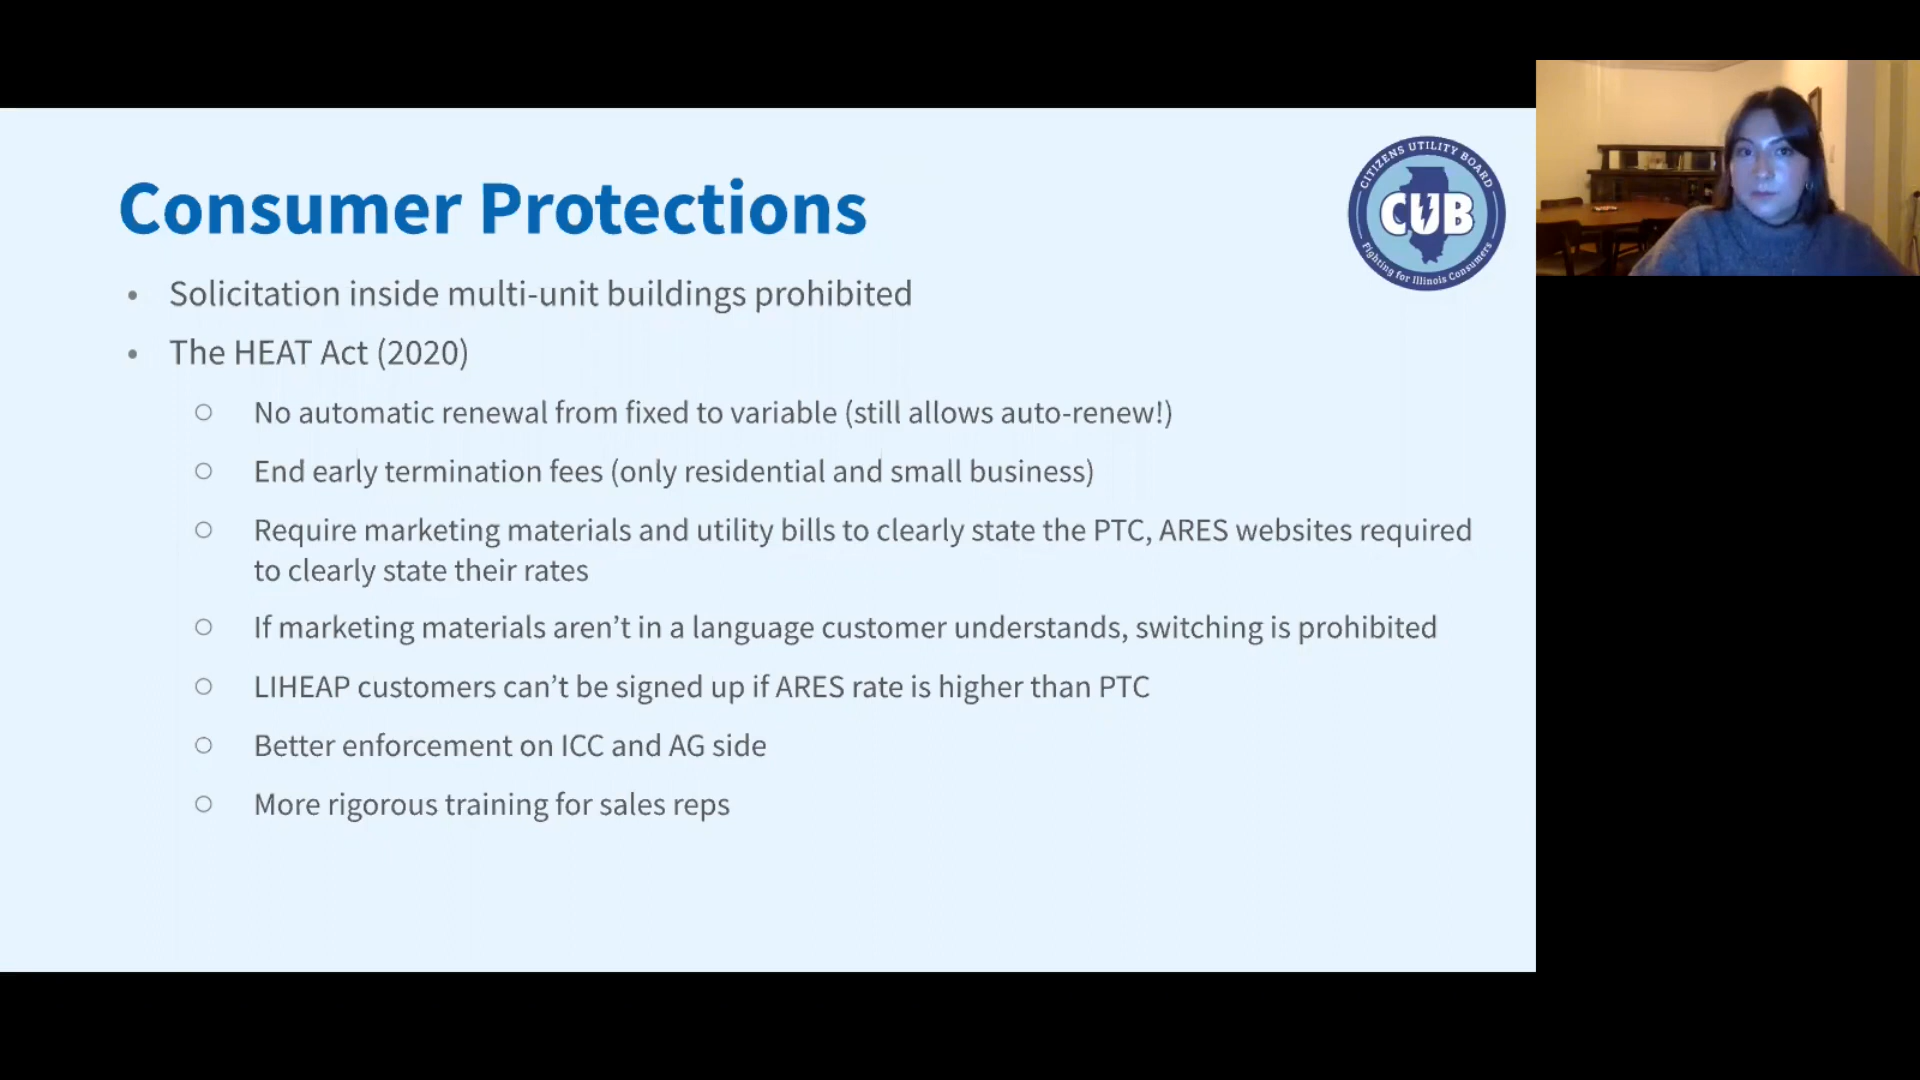 Consumer Protections
CITIZENS UTILITY BOARD
CUB
Fighting for Illinois Consumers
• Solicitation inside multi-unit buildings prohibited
• The HEAT Act (2020)
○ No automatic renewal from fixed to variable (still allows auto-renew!)
○ End early termination fees (only residential and small business)
○ Require marketing materials and utility bills to clearly state the PTC, ARES websites required
to clearly state their rates
○ If marketing materials aren’t in a language customer understands, switching is prohibited
○ LIHEAP customers can’t be signed up if ARES rate is higher than PTC
○ Better enforcement on ICC and AG side
○ More rigorous training for sales reps